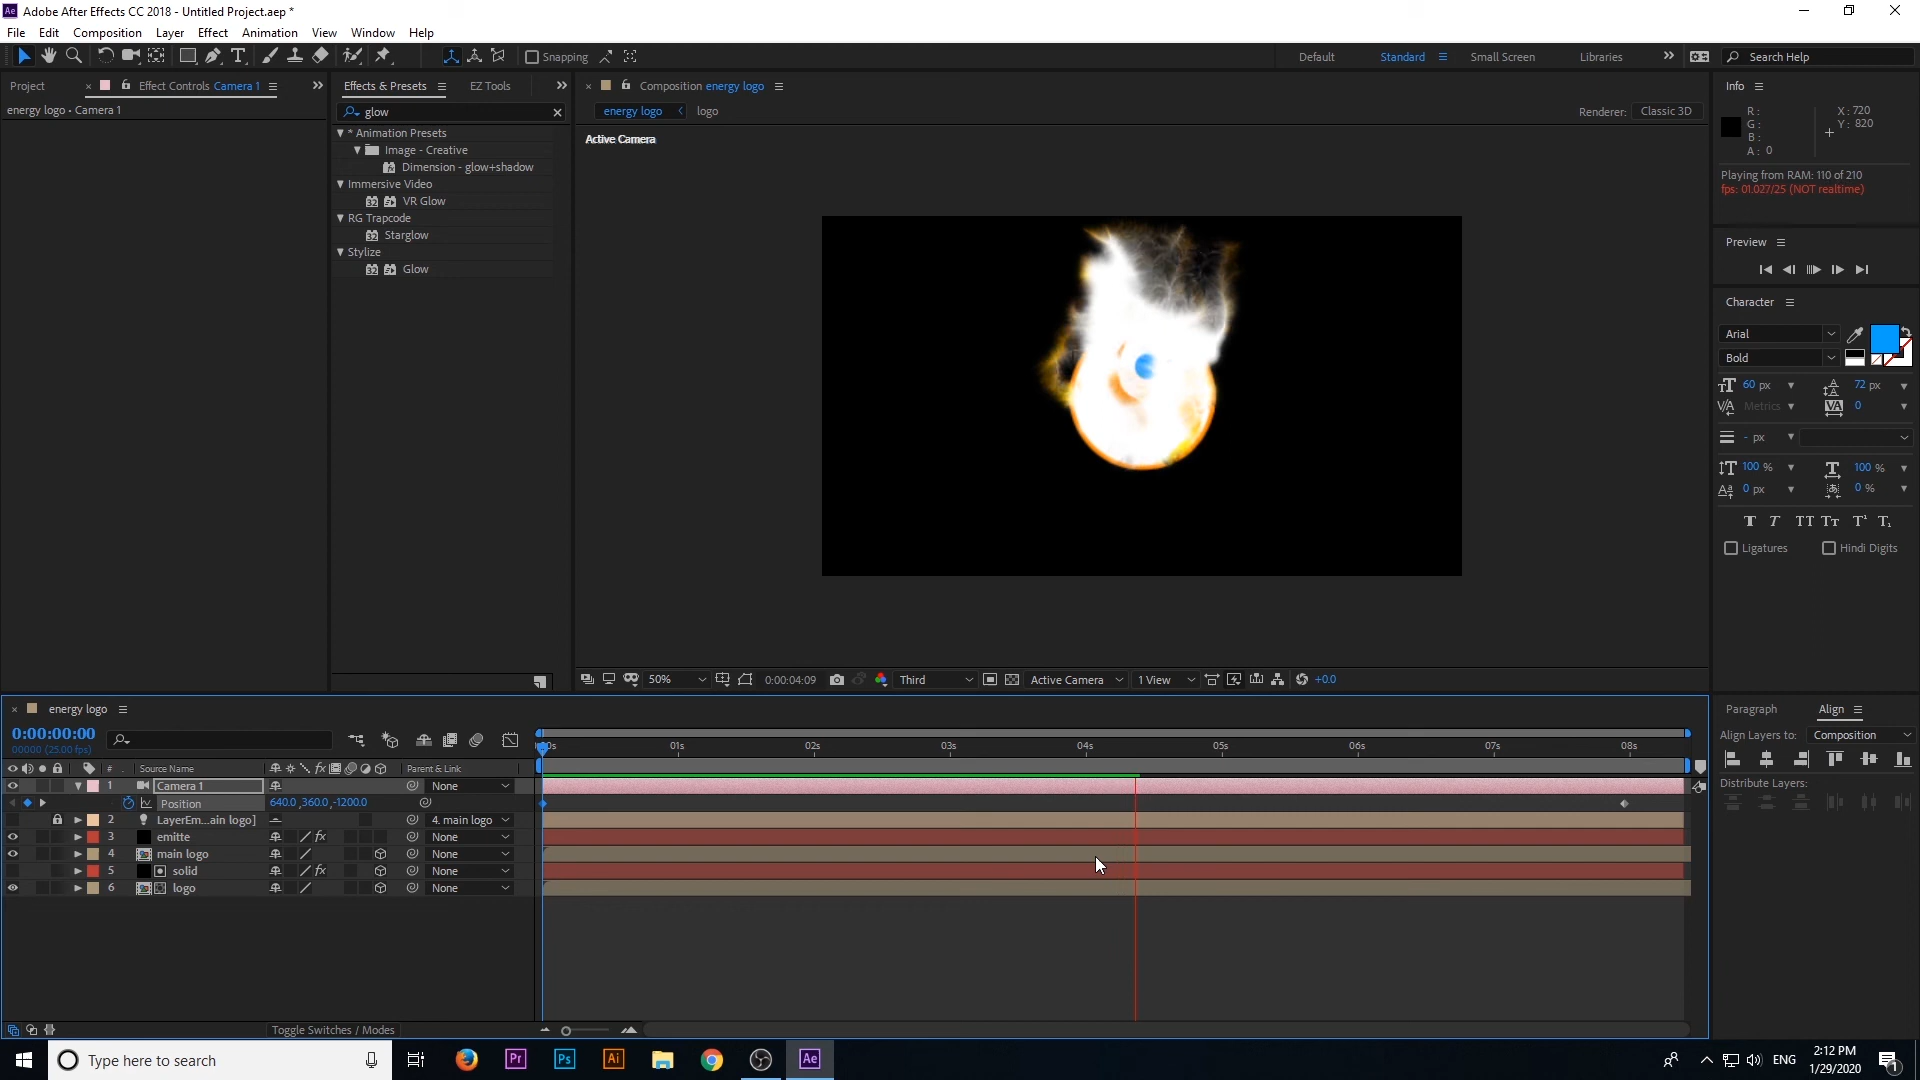 Adobe After Effects CC 2018 - Untitled Project.aep *
File Edit Composition Layer Effect Animation View Window Help
Snapping
Default Standard Small Screen Libraries Search Help
Project Effect Controls Camera 1
energy logo • Camera 1
Effects & Presets EZ Tools
glow
* Animation Presets
Image - Creative
Dimension - glow+shadow
Immersive Video
VR Glow
RG Trapcode
Starglow
Stylize
Glow
Composition energy logo
energy logo logo
Renderer: Classic 3D
Active Camera
50% 0:00:04:09 Third Active Camera 1 View +0.0
Info
R: X: 720
G: Y: 820
B:
A: 0
Playing from RAM: 110 of 210
fps: 01.027/25 (NOT realtime)
Preview
Character
Arial
Bold
60 px 72 px
Metrics 0
- px
100 % 100 %
0 px 0 %
Ligatures Hindi Digits
Paragraph Align
Align Layers to: Composition
Distribute Layers:
energy logo
0:00:00:00
00000 (25.00 fps)
01s 02s 03s 04s 05s 06s 07s 08s
# Source Name Parent & Link
1 Camera 1 None
Position 640.0 ,360.0 ,-1200.0
2 LayerEm...ain logo] 4. main logo
3 emitte fx None
4 main logo None
5 solid fx None
6 logo None
Toggle Switches / Modes
Type here to search
Pr Ps Ai Ae
ENG
2:12 PM
1/29/2020
1